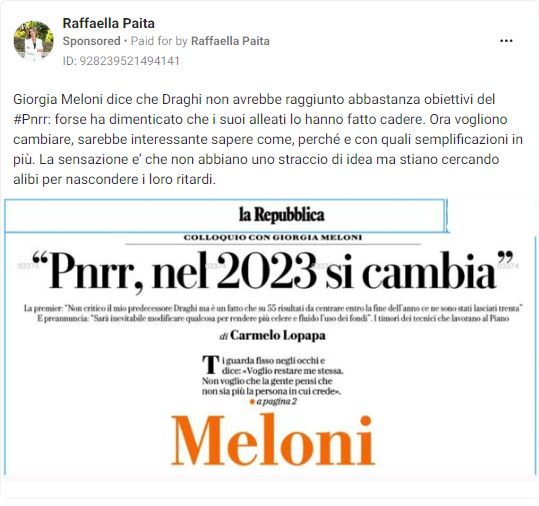 Raffaella Paita
Sponsored • Paid for by Raffaella Paita
ID: 928239521494141
Giorgia Meloni dice che Draghi non avrebbe raggiunto abbastanza obiettivi del
#Pnrr: forse ha dimenticato che i suoi alleati lo hanno fatto cadere. Ora vogliono
cambiare, sarebbe interessante sapere come, perché e con quali semplificazioni in
più. La sensazione e' che non abbiano uno straccio di idea ma stiano cercando
alibi per nascondere i loro ritardi.
la Repubblica
COLLOQUIO CON GIORGIA MELONI
“Pnrr, nel 2023 si cambia”
La premier: “Non critico il mio predecessore Draghi ma è un fatto che su 55 risultati da centrare entro la fine dell'anno ce ne sono stati lasciati trenta”
E preannuncia: “Sarà inevitabile modificare qualcosa per rendere più celere e fluido l'uso dei fondi”. I timori dei tecnici che lavorano al Piano
di Carmelo Lopapa
Ti guarda fisso negli occhi e
dice: «Voglio restare me stessa.
Non voglio che la gente pensi che
non sia più la persona in cui crede».
● a pagina 2
Meloni